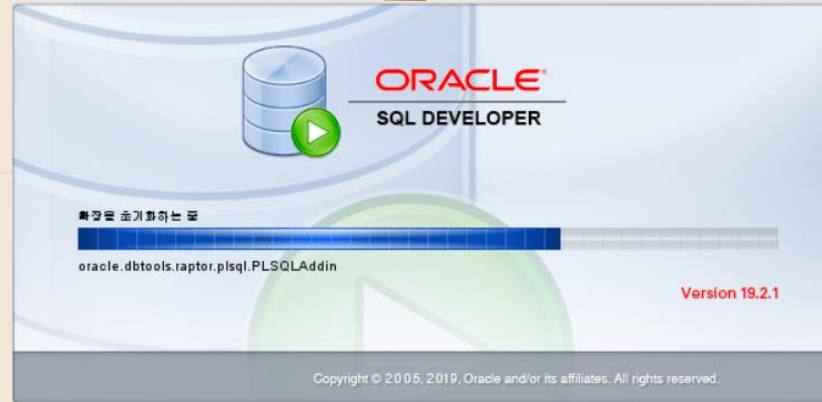 ORACLE
SQL DEVELOPER
확장을 초기화하는 중
oracle.dbtools.raptor.plsql.PLSQLAddin
Version 19.2.1
Copyright © 2005, 2019, Oracle and/or its affiliates. All rights reserved.